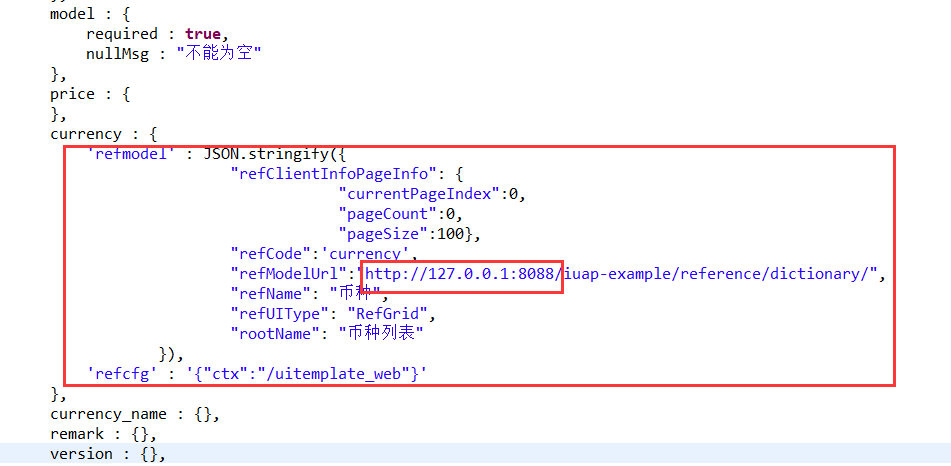 model : {
required : true,
nullMsg : "不能为空"
},
price : {
},
currency : {
'refmodel' : JSON.stringify({
"refClientInfoPageInfo": {
"currentPageIndex":0,
"pageCount":0,
"pageSize":100},
"refCode":'currency',
"refModelUrl":"http://127.0.0.1:8088/iuap-example/reference/dictionary/",
"refName": "币种",
"refUIType": "RefGrid",
"rootName": "币种列表"
}),
'refcfg' : '{"ctx":"/uitemplate_web"}'
},
currency_name : {},
remark : {},
version : {},